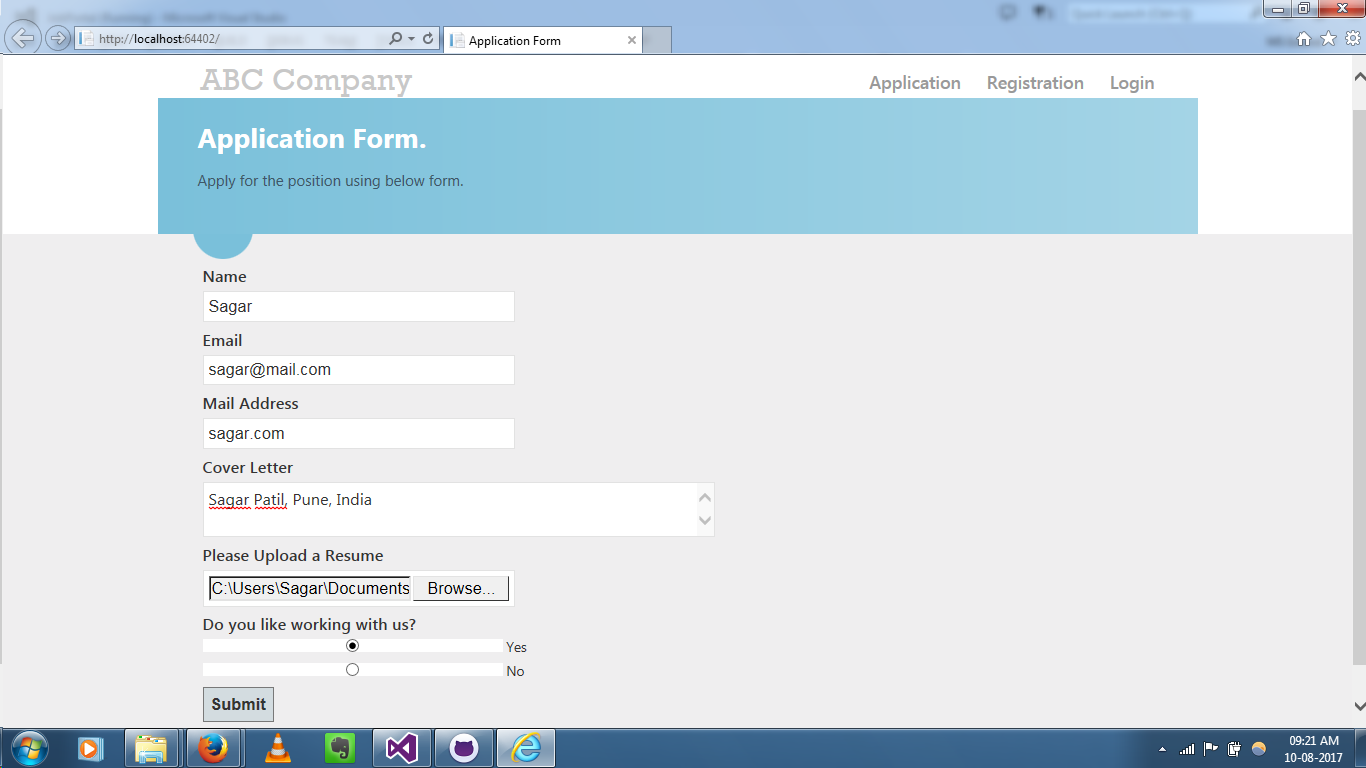 http://localhost:64402/
Application Form
ABC Company
Application Registration Login
Application Form.
Apply for the position using below form.
Name
Sagar
Email
sagar@mail.com
Mail Address
sagar.com
Cover Letter
Sagar Patil, Pune, India
Please Upload a Resume
C:\Users\Sagar\Documents
Browse...
Do you like working with us?
Yes
No
Submit
09:21 AM
10-08-2017